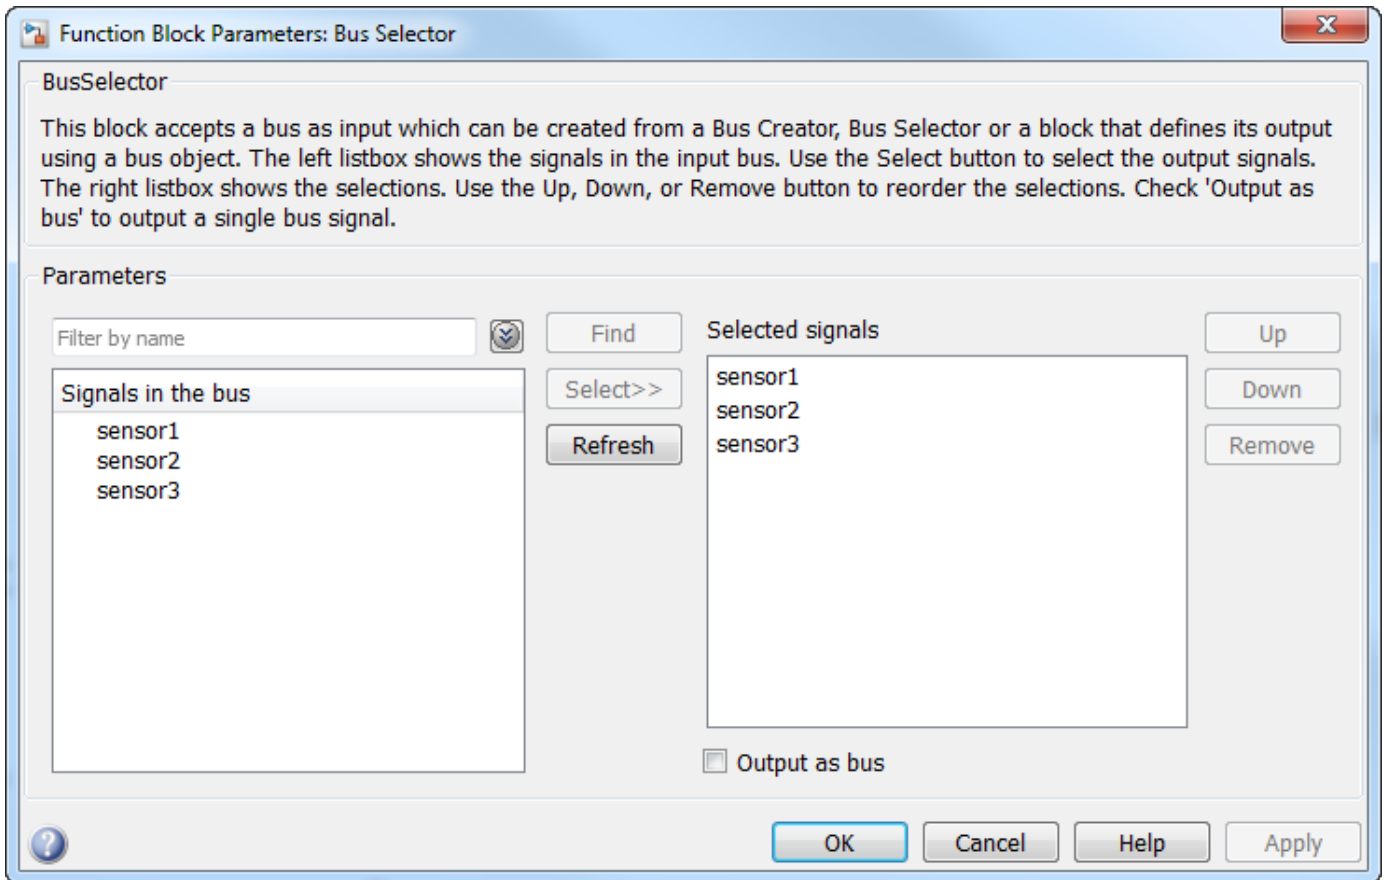 Function Block Parameters: Bus Selector
BusSelector
This block accepts a bus as input which can be created from a Bus Creator, Bus Selector or a block that defines its output
using a bus object. The left listbox shows the signals in the input bus. Use the Select button to select the output signals.
The right listbox shows the selections. Use the Up, Down, or Remove button to reorder the selections. Check 'Output as
bus' to output a single bus signal.
Parameters
Filter by name
Find
Select>>
Refresh
Signals in the bus
sensor1
sensor2
sensor3
Selected signals
sensor1
sensor2
sensor3
Up
Down
Remove
Output as bus
?
OK
Cancel
Help
Apply